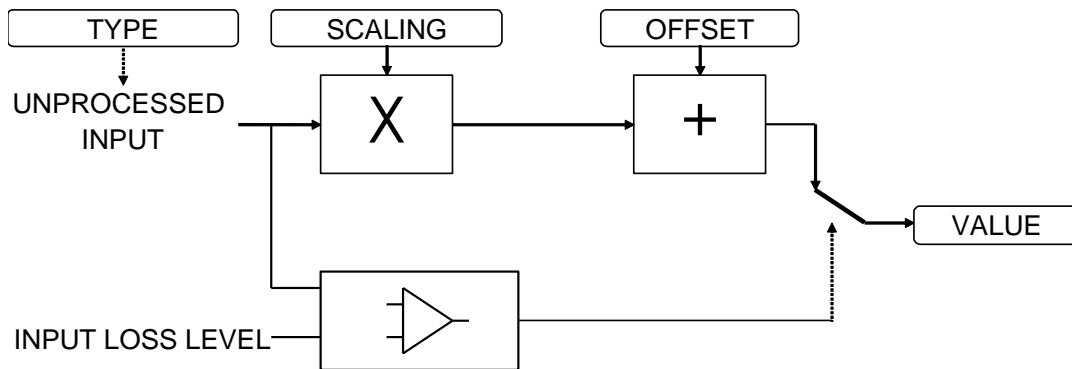 TYPE
SCALING
OFFSET
UNPROCESSED
INPUT
X
+
VALUE
INPUT LOSS LEVEL